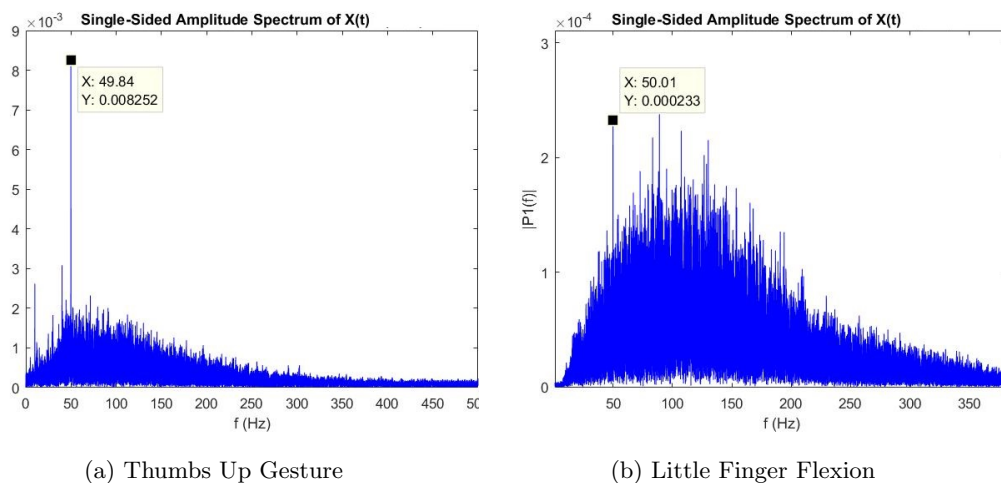 Single-Sided Amplitude Spectrum of X(t)
×10⁻³
9
8
7
6
5
4
3
2
1
0
X: 49.84
Y: 0.008252
0 50 100 150 200 250 300 350 400 450 500
f (Hz)
(a) Thumbs Up Gesture
Single-Sided Amplitude Spectrum of X(t)
×10⁻⁴
3
2
1
0
|P1(f)|
X: 50.01
Y: 0.000233
50 100 150 200 250 300 350
f (Hz)
(b) Little Finger Flexion